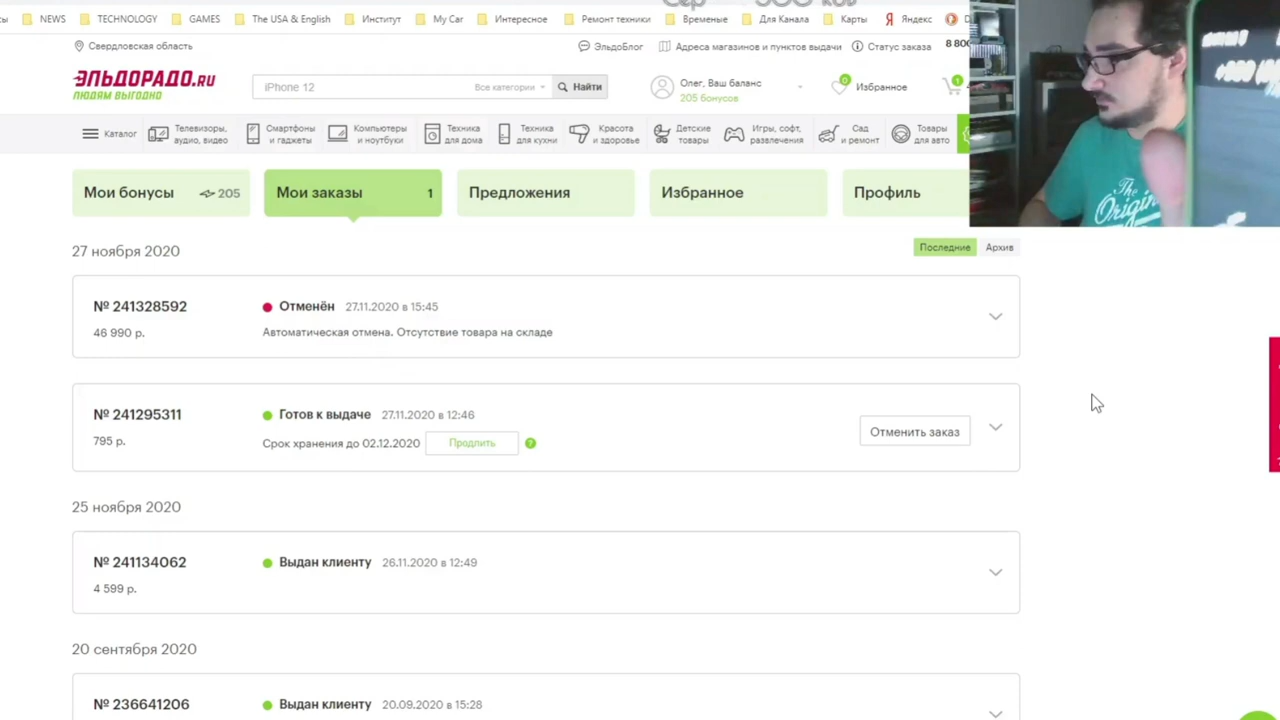 NEWS TECHNOLOGY GAMES The USA & English Институт My Car Интересное Ремонт техники Временые Для Канала Карты Яндекс
Свердловская область ЭльдоБлог Адреса магазинов и пунктов выдачи Статус заказа 8 800
ЭЛЬДОРАДО.RU
ЛЮДЯМ ВЫГОДНО
iPhone 12 Все категории Найти
Олег, Ваш баланс
205 бонусов
0 Избранное 1
Каталог
Телевизоры,
аудио, видео
Смартфоны
и гаджеты
Компьютеры
и ноутбуки
Техника
для дома
Техника
для кухни
Красота
и здоровье
Детские
товары
Игры, софт,
развлечения
Сад
и ремонт
Товары
для авто
Мои бонусы 205 Мои заказы 1 Предложения Избранное Профиль
27 ноября 2020 Последние Архив
№ 241328592 Отменён 27.11.2020 в 15:45
46 990 р. Автоматическая отмена. Отсутствие товара на складе
№ 241295311 Готов к выдаче 27.11.2020 в 12:46
795 р. Срок хранения до 02.12.2020 Продлить ? Отменить заказ
25 ноября 2020
№ 241134062 Выдан клиенту 26.11.2020 в 12:49
4 599 р.
20 сентября 2020
№ 236641206 Выдан клиенту 20.09.2020 в 15:28
The
Origin